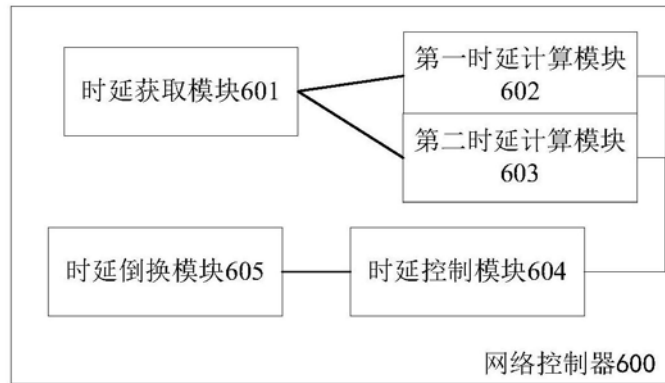 时延获取模块601
第一时延计算模块
602
第二时延计算模块
603
时延倒换模块605
时延控制模块604
网络控制器600